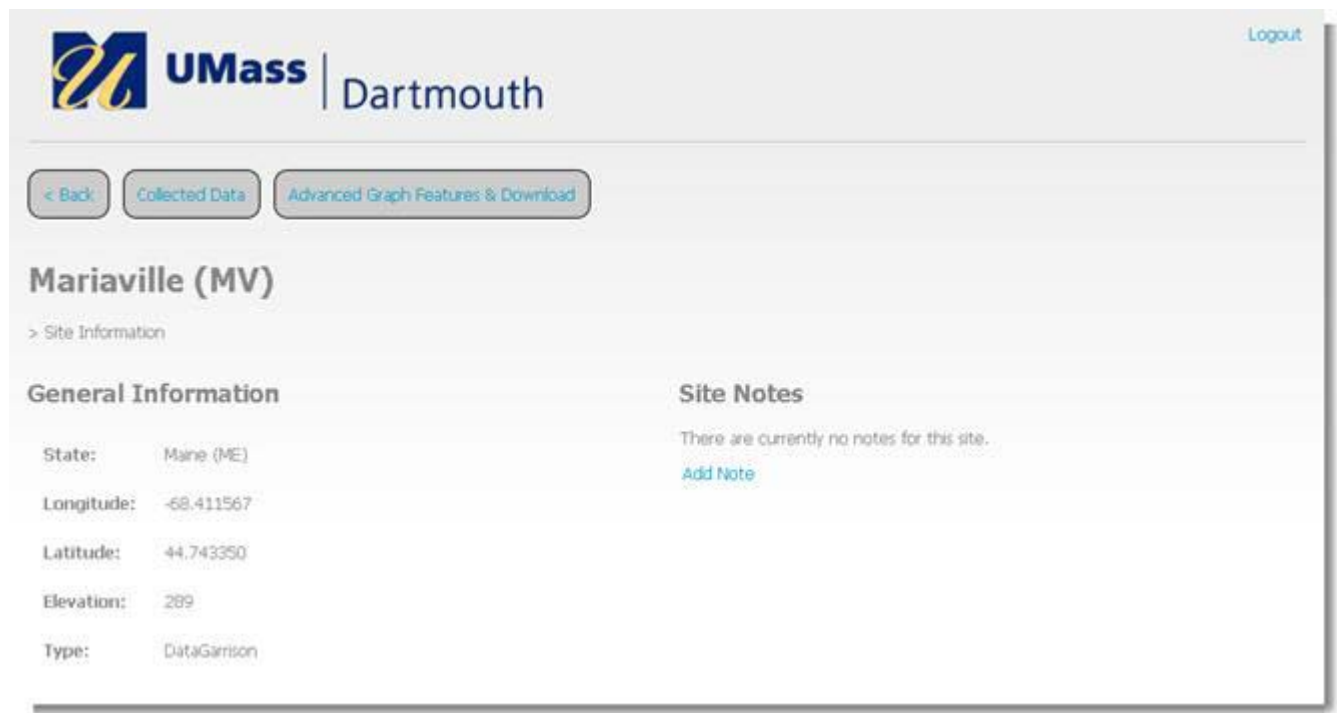 Logout
UMass | Dartmouth
< Back
Collected Data
Advanced Graph Features & Download
Mariaville (MV)
> Site Information
General Information
State: Maine (ME)
Longitude: -68.411567
Latitude: 44.743350
Elevation: 289
Type: DataGarrison
Site Notes
There are currently no notes for this site.
Add Note